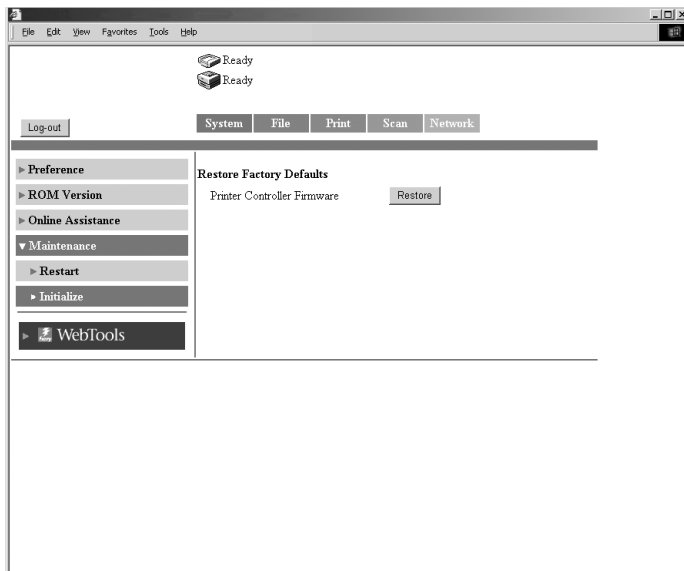 File Edit View Favorites Tools Help
Ready
Ready
Log-out
System File Print Scan Network
Preference
ROM Version
Online Assistance
Maintenance
Restart
Initialize
WebTools
Restore Factory Defaults
Printer Controller Firmware Restore